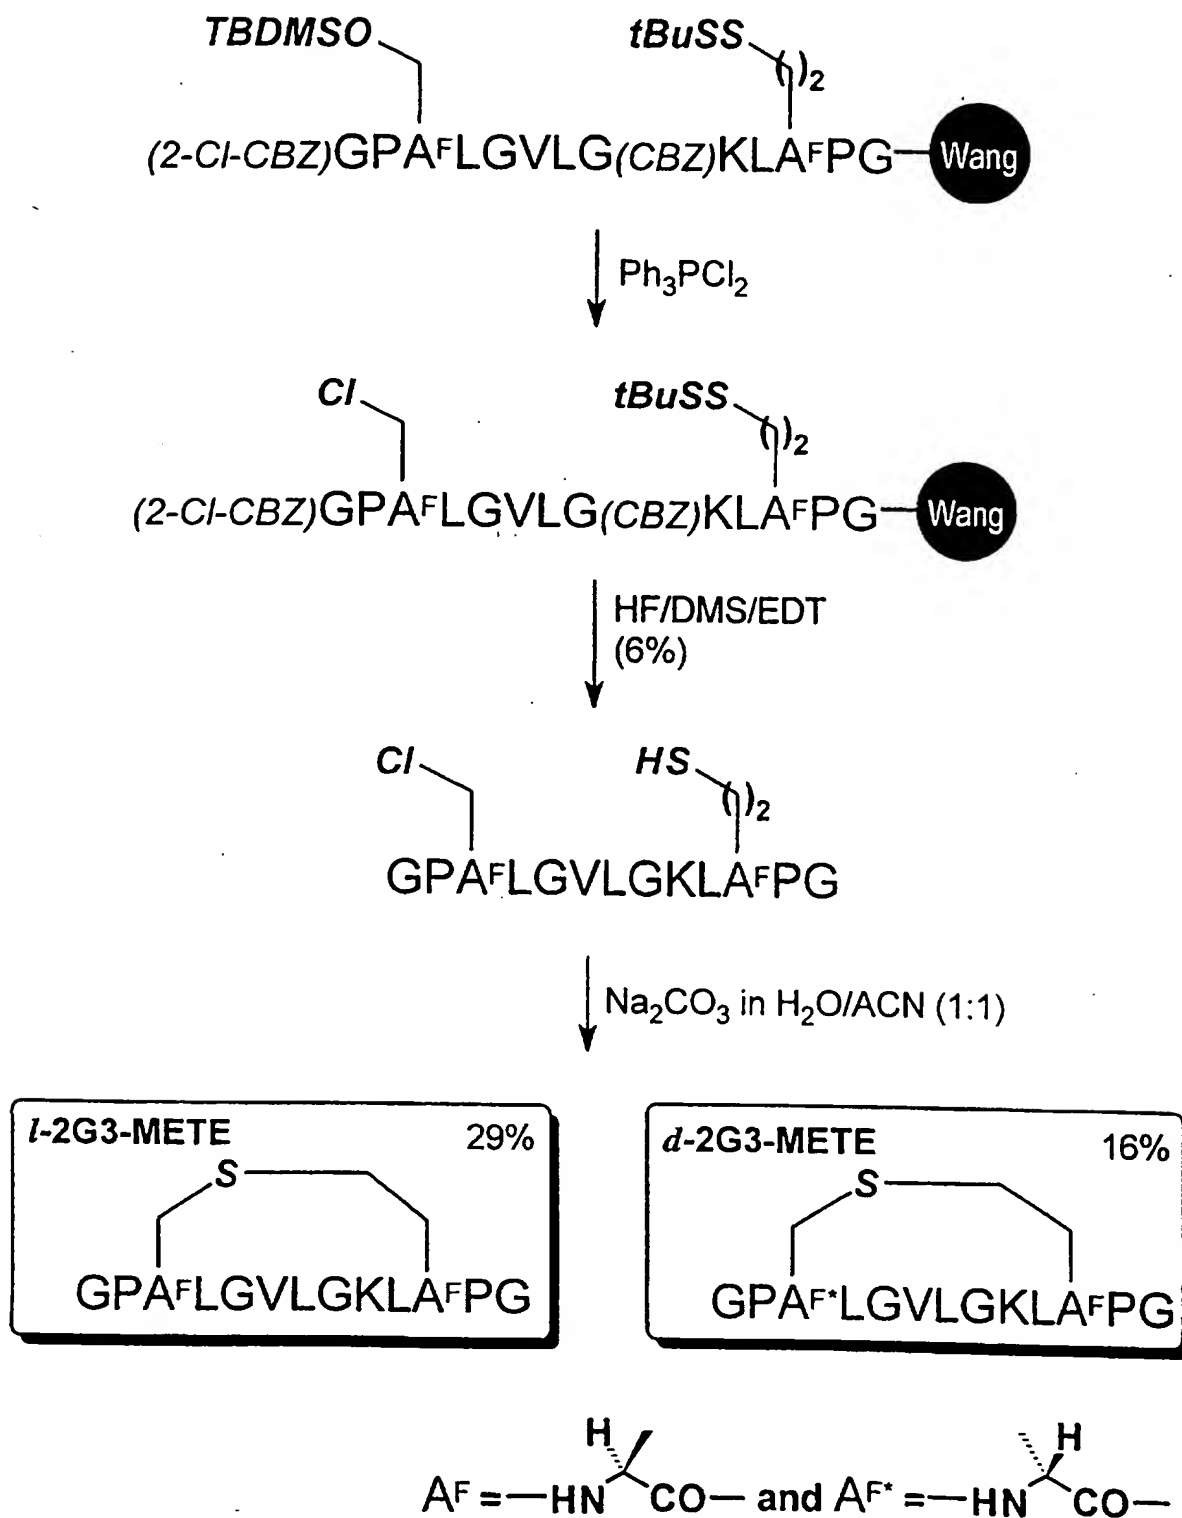 TBDMSO tBuSS
( )2
(2-Cl-CBZ)GPAFLGVLG(CBZ)KLAFPG Wang
Ph3PCl2
Cl tBuSS
( )2
(2-Cl-CBZ)GPAFLGVLG(CBZ)KLAFPG Wang
HF/DMS/EDT
(6%)
Cl HS
( )2
GPAFLGVLGKLAFPG
Na2CO3 in H2O/ACN (1:1)
l-2G3-METE 29%
S
GPAFLGVLGKLAFPG
d-2G3-METE 16%
S
GPAF*LGVLGKLAFPG
H H
AF = —HN CO— and AF* = —HN CO—